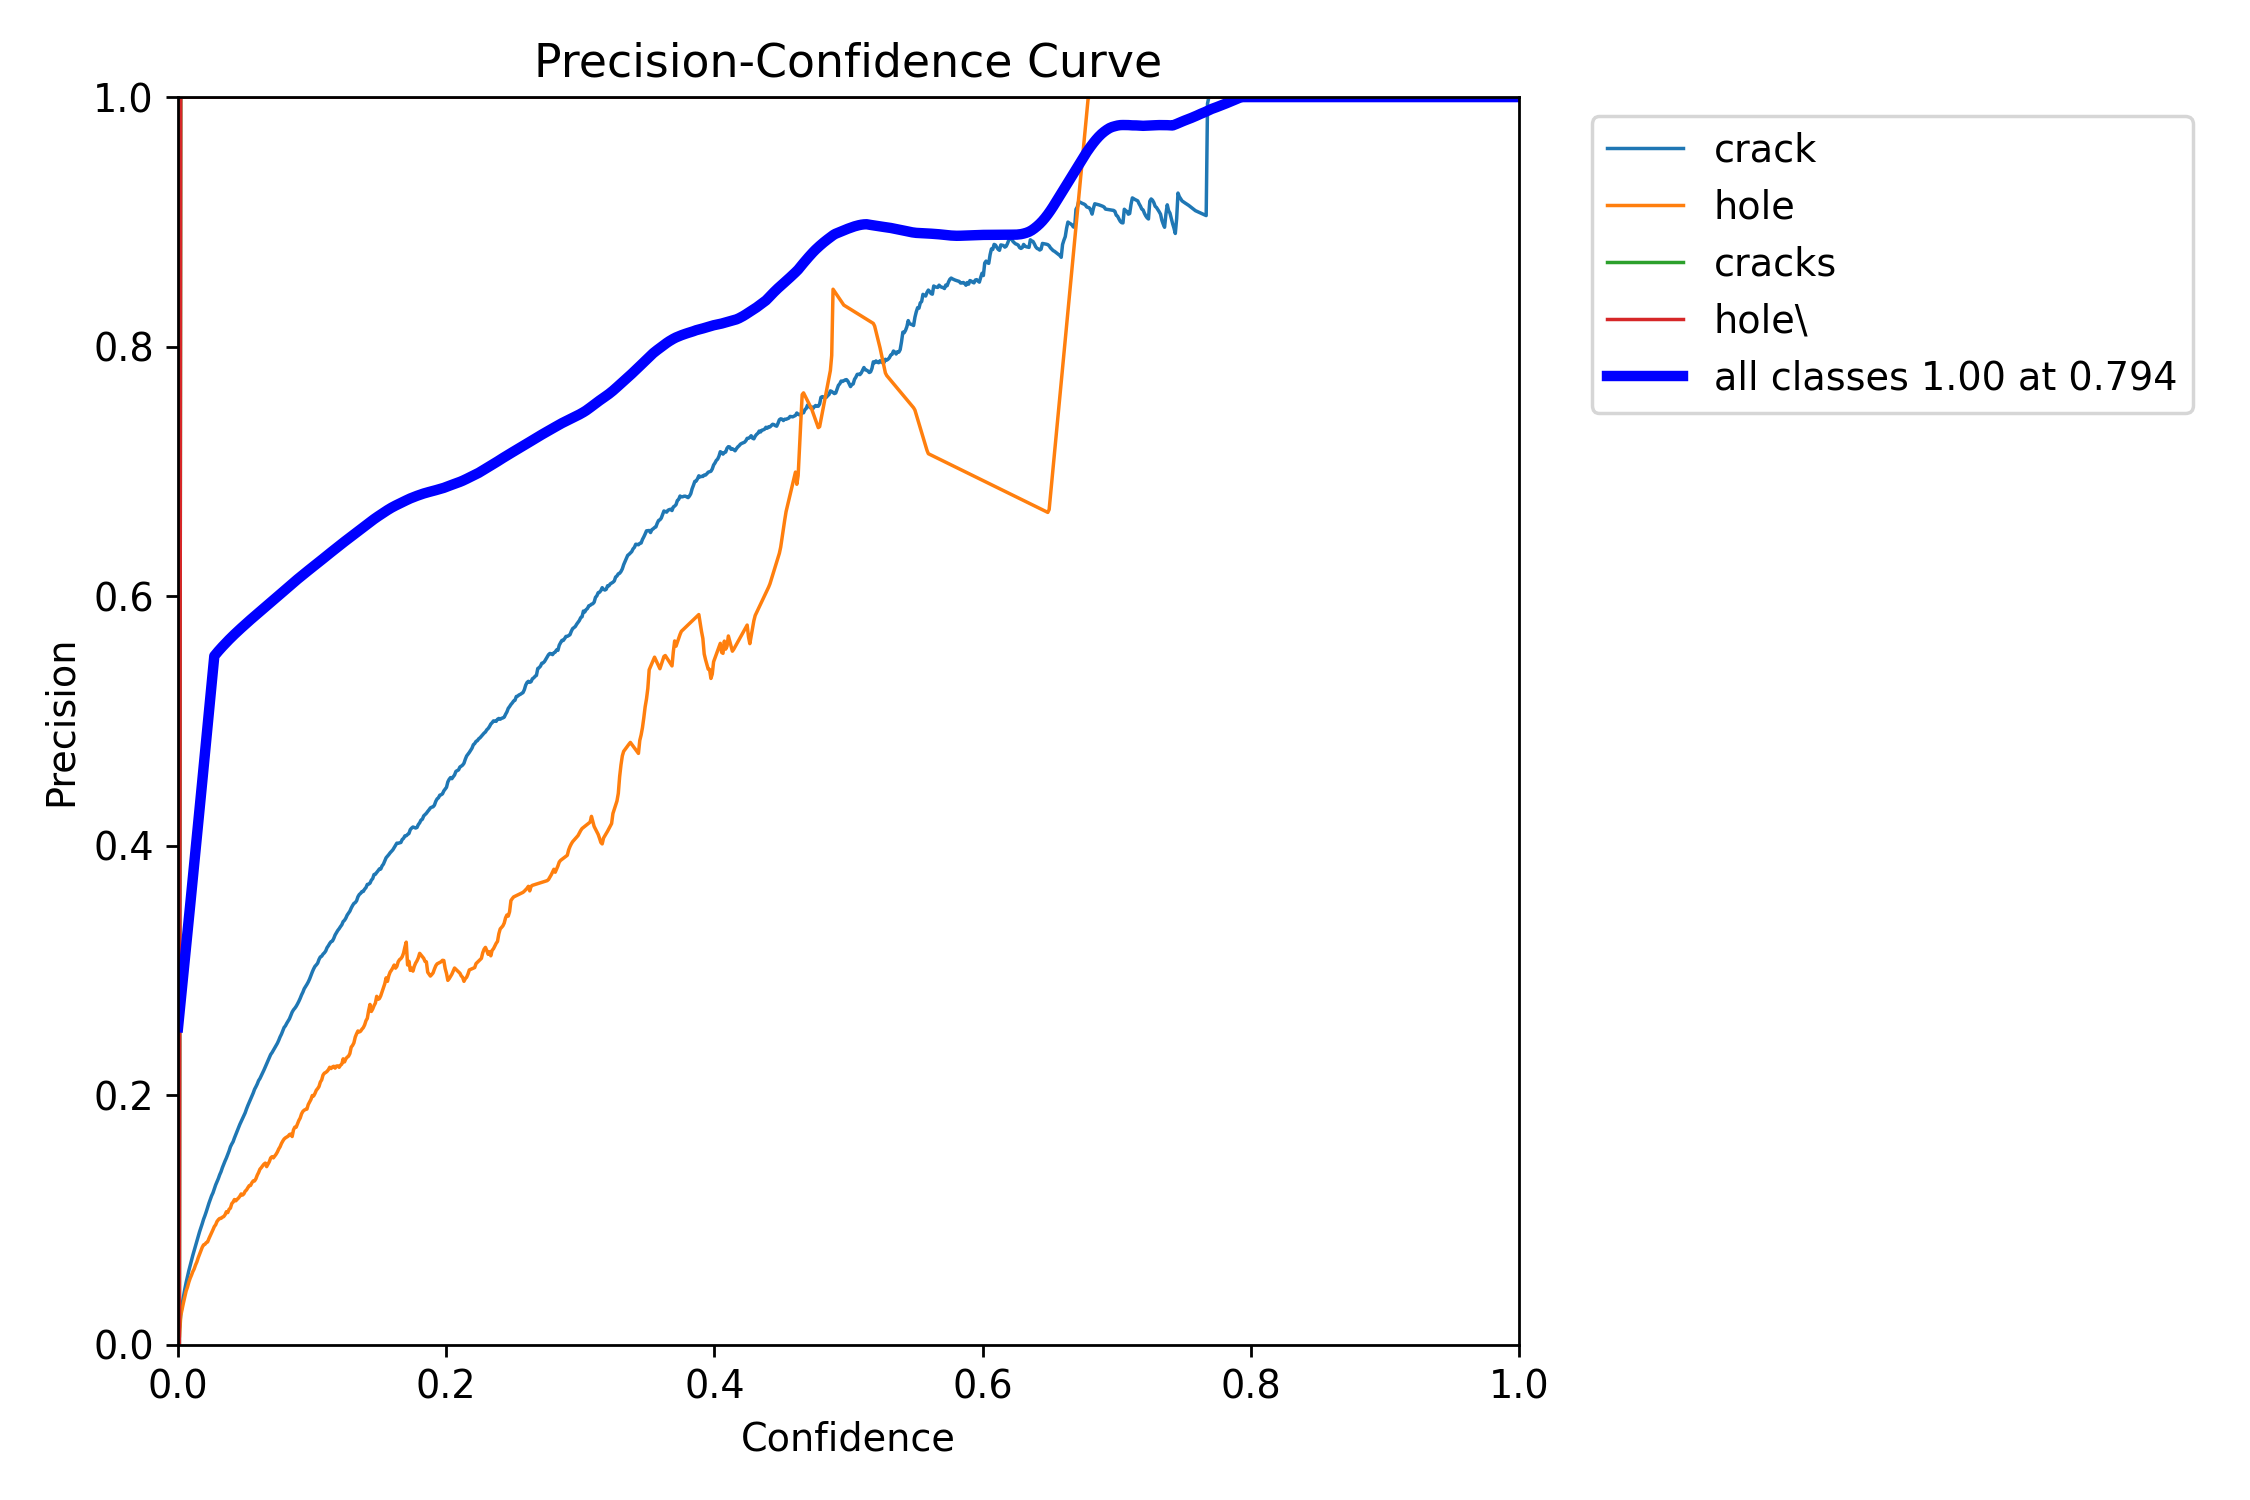 Precision-Confidence Curve
1.0
0.8
0.6
0.4
0.2
0.0
Precision
0.0 0.2 0.4 0.6 0.8 1.0
Confidence
crack
hole
cracks
hole\
all classes 1.00 at 0.794